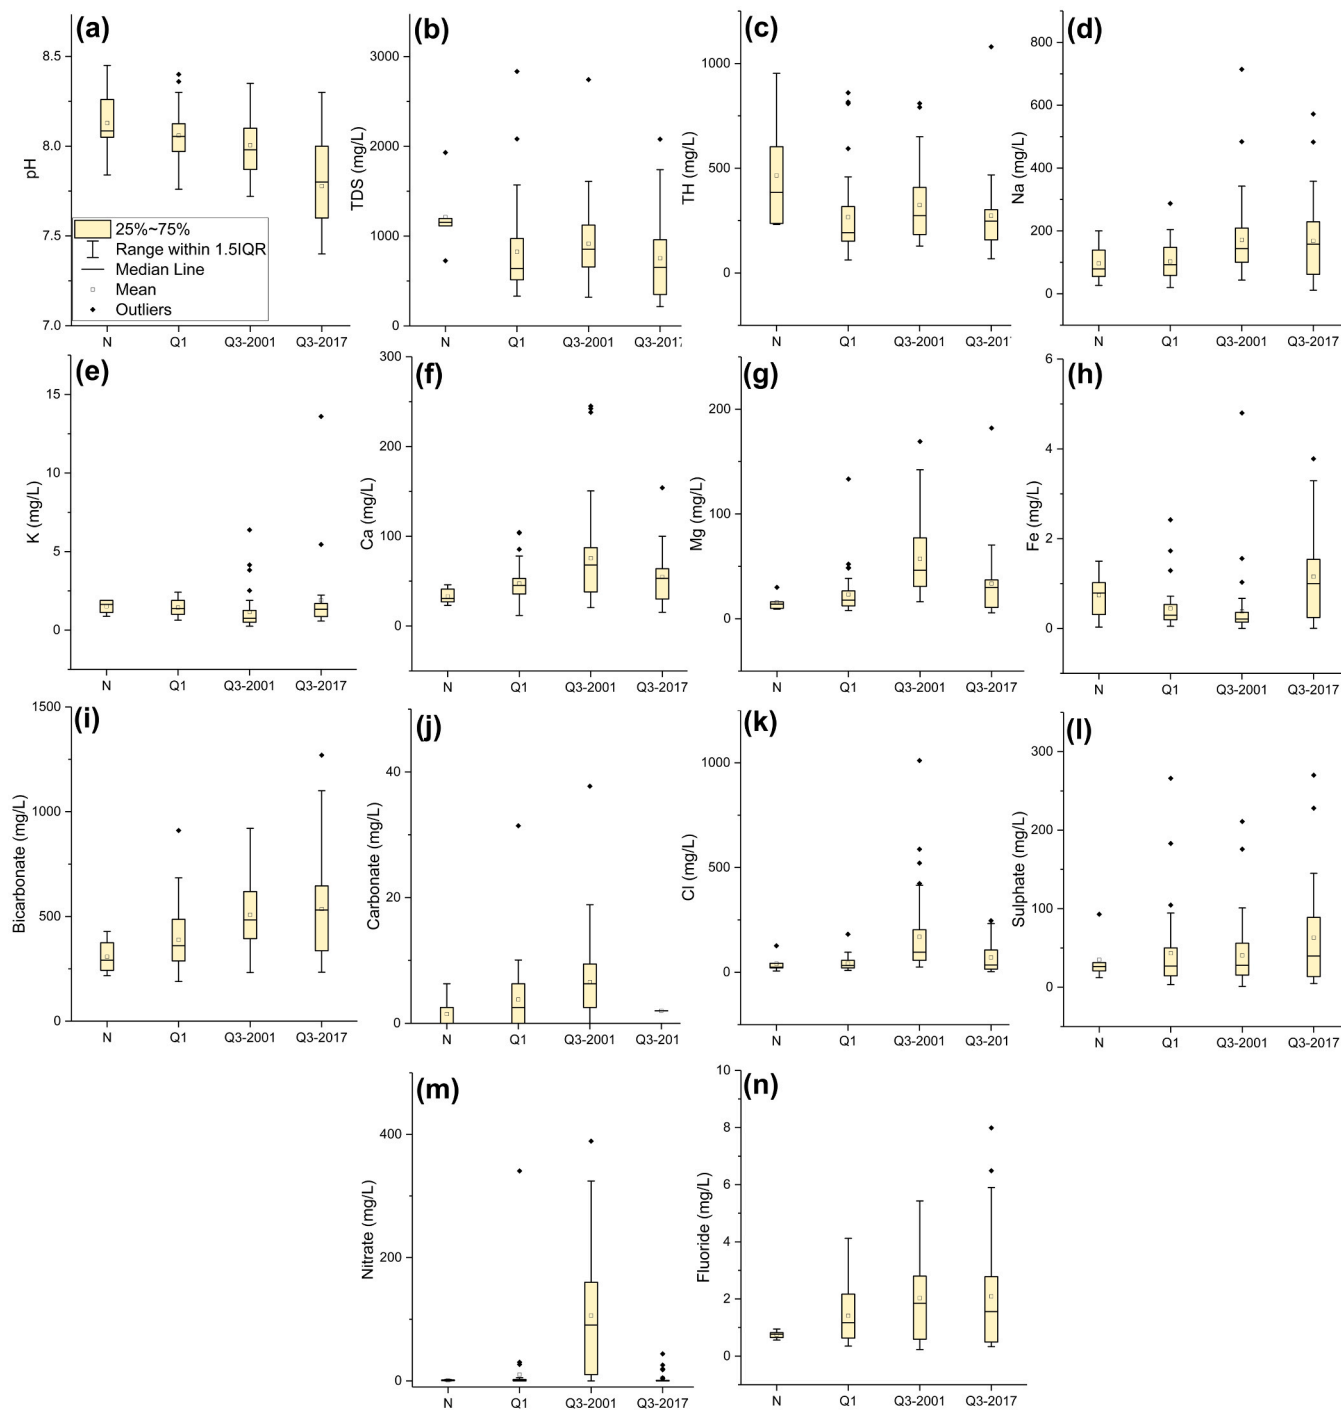 (a)
8.5
8.0
7.5
7.0
pH
25%~75%
Range within 1.5IQR
Median Line
Mean
Outliers
N Q1 Q3-2001 Q3-2017
(b)
3000
2000
1000
0
TDS (mg/L)
N Q1 Q3-2001 Q3-201
(c)
1000
500
0
TH (mg/L)
N Q1 Q3-2001 Q3-201
(d)
800
600
400
200
0
Na (mg/L)
N Q1 Q3-2001 Q3-2017
(e)
15
10
5
0
K (mg/L)
N Q1 Q3-2001 Q3-2017
(f)
300
200
100
0
Ca (mg/L)
N Q1 Q3-2001 Q3-2017
(g)
200
100
0
Mg (mg/L)
N Q1 Q3-2001 Q3-2017
(h)
6
4
2
0
Fe (mg/L)
N Q1 Q3-2001 Q3-2017
(i)
1500
1000
500
0
Bicarbonate (mg/L)
N Q1 Q3-2001 Q3-2017
(j)
40
20
0
Carbonate (mg/L)
N Q1 Q3-2001 Q3-201
(k)
1000
500
0
Cl (mg/L)
N Q1 Q3-2001 Q3-201
(l)
300
200
100
0
Sulphate (mg/L)
N Q1 Q3-2001 Q3-2017
(m)
400
200
0
Nitrate (mg/L)
N Q1 Q3-2001 Q3-2017
(n)
10
8
6
4
2
0
Fluoride (mg/L)
N Q1 Q3-2001 Q3-2017